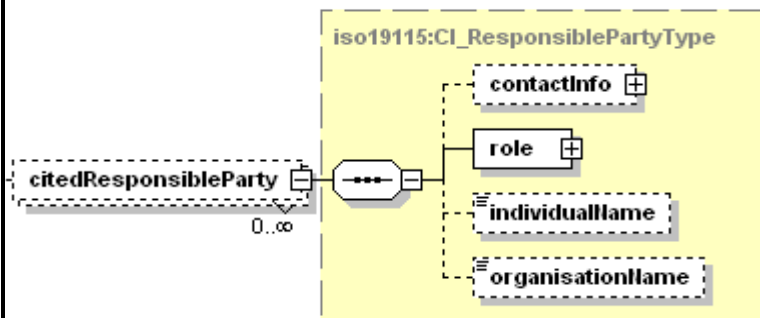 iso19115:CI_ResponsiblePartyType
contactInfo
role
citedResponsibleParty
0..∞
individualName
organisationName